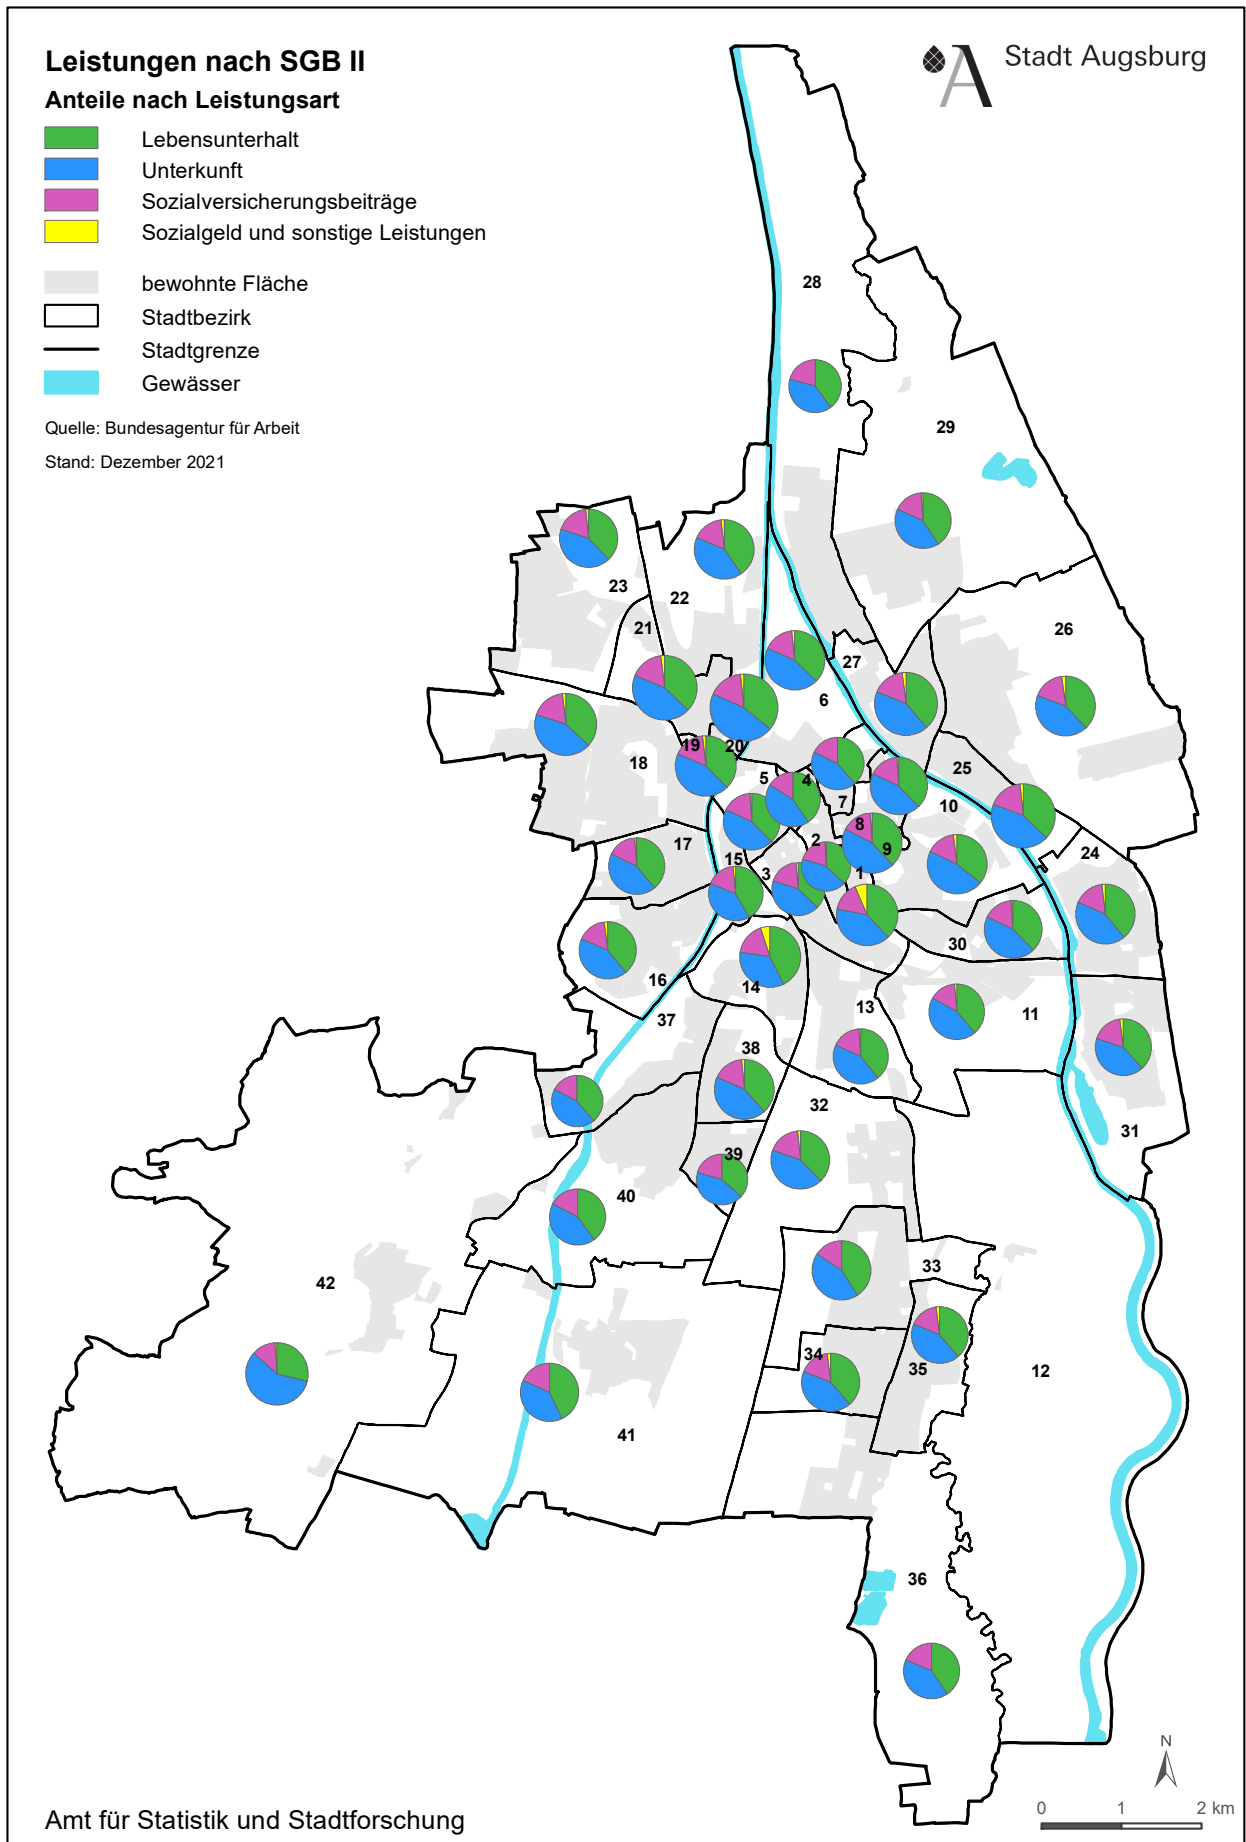 Leistungen nach SGB II
Anteile nach Leistungsart
Lebensunterhalt
Unterkunft
Sozialversicherungsbeiträge
Sozialgeld und sonstige Leistungen
bewohnte Fläche
Stadtbezirk
Stadtgrenze
Gewässer
Quelle: Bundesagentur für Arbeit
Stand: Dezember 2021
A Stadt Augsburg
28
29
23
22
21
26
27
6
19
20
18
5
4
25
7
10
17
8
2
9
15
3
1
24
30
16
14
37
13
11
38
32
31
39
40
33
42
34
35
12
41
36
N
0 1 2 km
Amt für Statistik und Stadtforschung